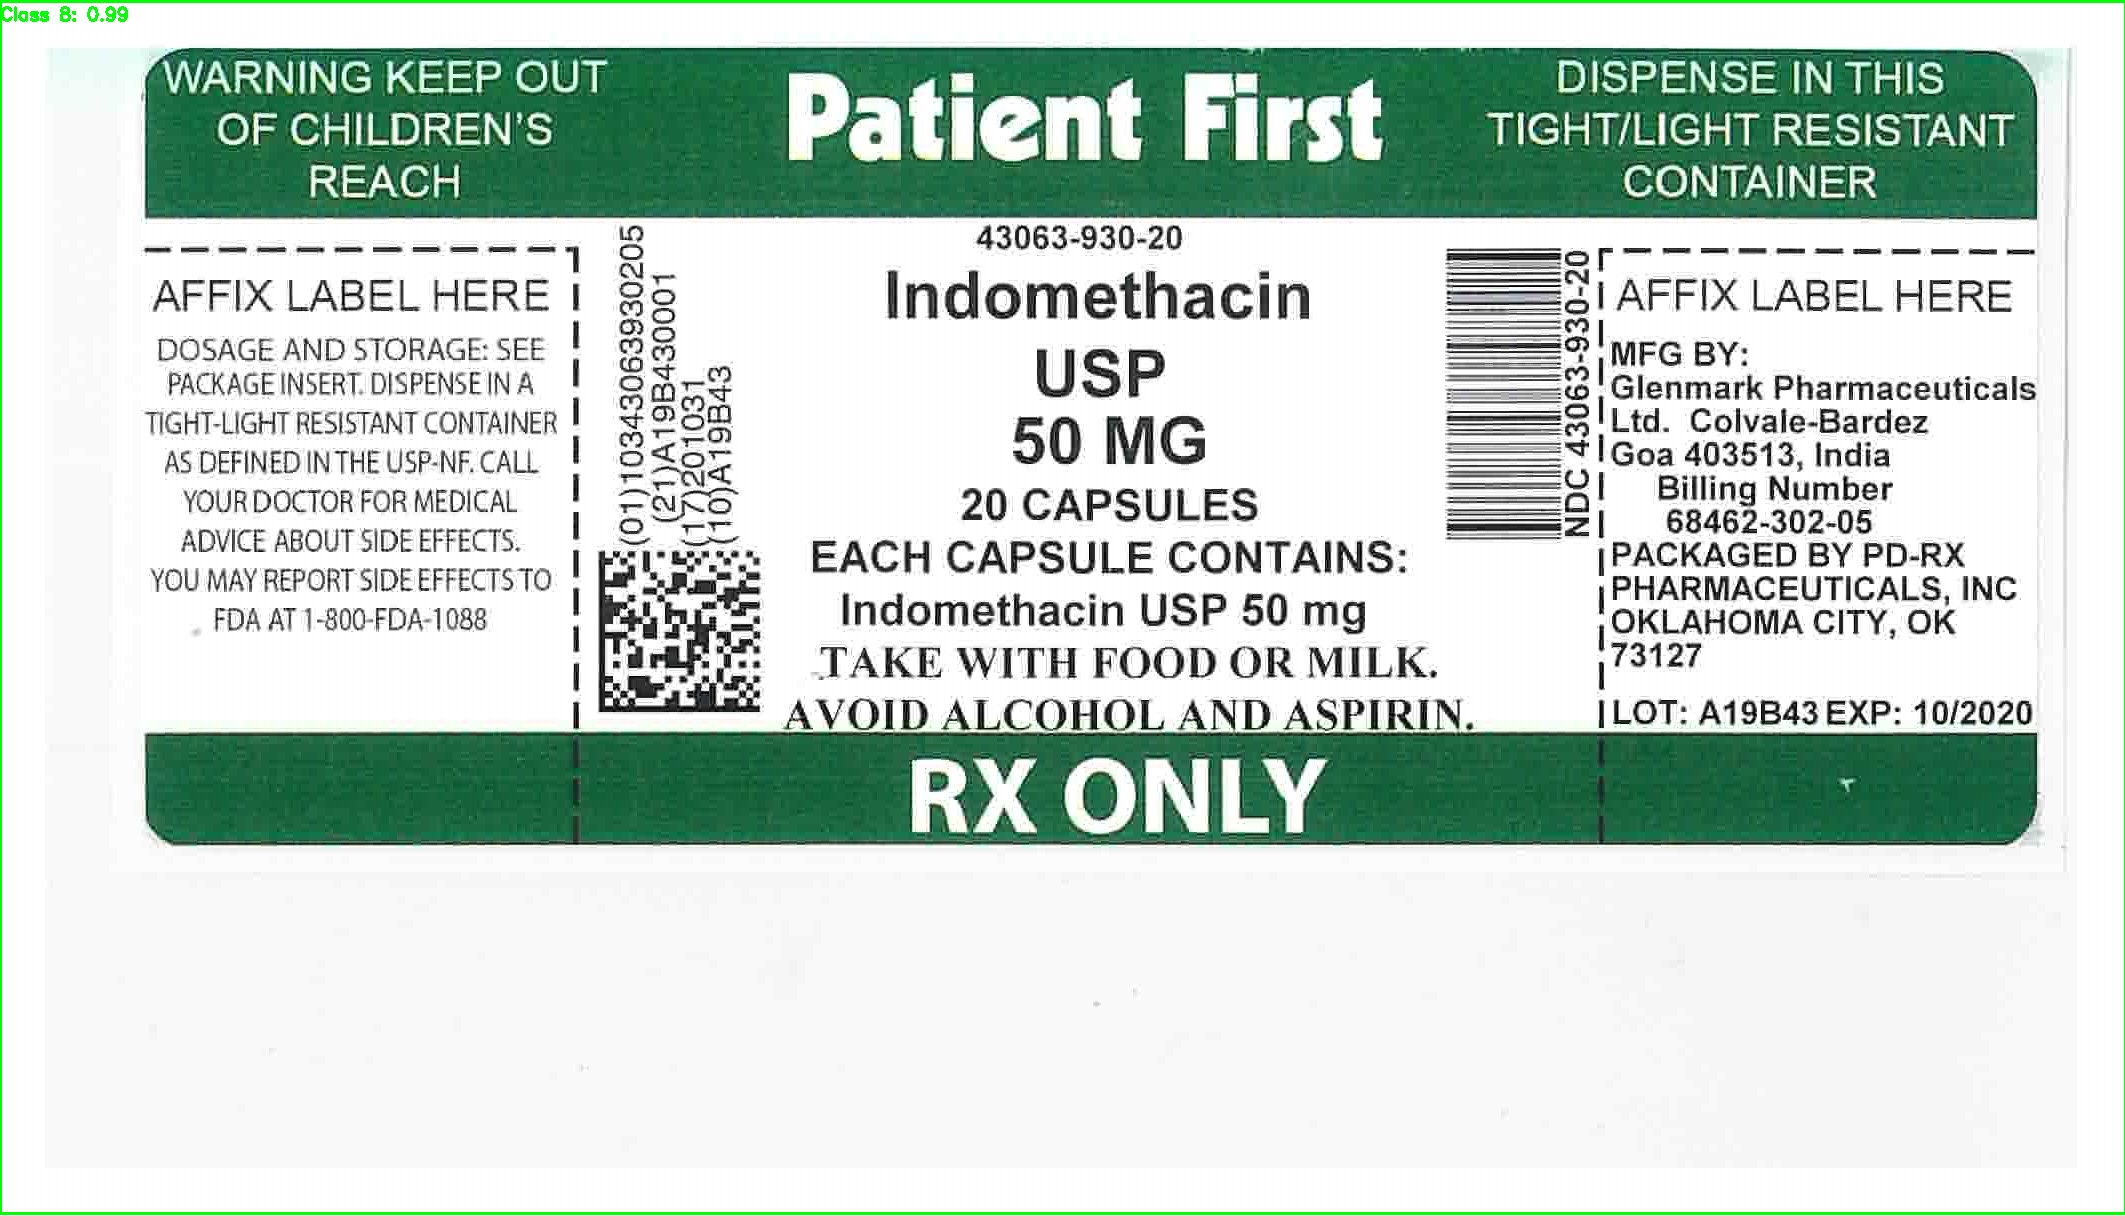 Class 8: 0.99
WARNING KEEP OUT
OF CHILDREN'S
REACH
Patient First
DISPENSE IN THIS
TIGHT/LIGHT RESISTANT
CONTAINER
AFFIX LABEL HERE
DOSAGE AND STORAGE: SEE
PACKAGE INSERT. DISPENSE IN A
TIGHT-LIGHT RESISTANT CONTAINER
AS DEFINED IN THE USP-NF. CALL
YOUR DOCTOR FOR MEDICAL
ADVICE ABOUT SIDE EFFECTS.
YOU MAY REPORT SIDE EFFECTS TO
FDA AT 1-800-FDA-1088
(01)10343063930205
(21)A19B430001
(17)201031
(10)A19B43
43063-930-20
Indomethacin
USP
50 MG
20 CAPSULES
EACH CAPSULE CONTAINS:
Indomethacin USP 50 mg
TAKE WITH FOOD OR MILK.
AVOID ALCOHOL AND ASPIRIN.
NDC 43063-930-20
AFFIX LABEL HERE
MFG BY:
Glenmark Pharmaceuticals
Ltd. Colvale-Bardez
Goa 403513, India
Billing Number
68462-302-05
PACKAGED BY PD-RX
PHARMACEUTICALS, INC
OKLAHOMA CITY, OK
73127
LOT: A19B43 EXP: 10/2020
RX ONLY